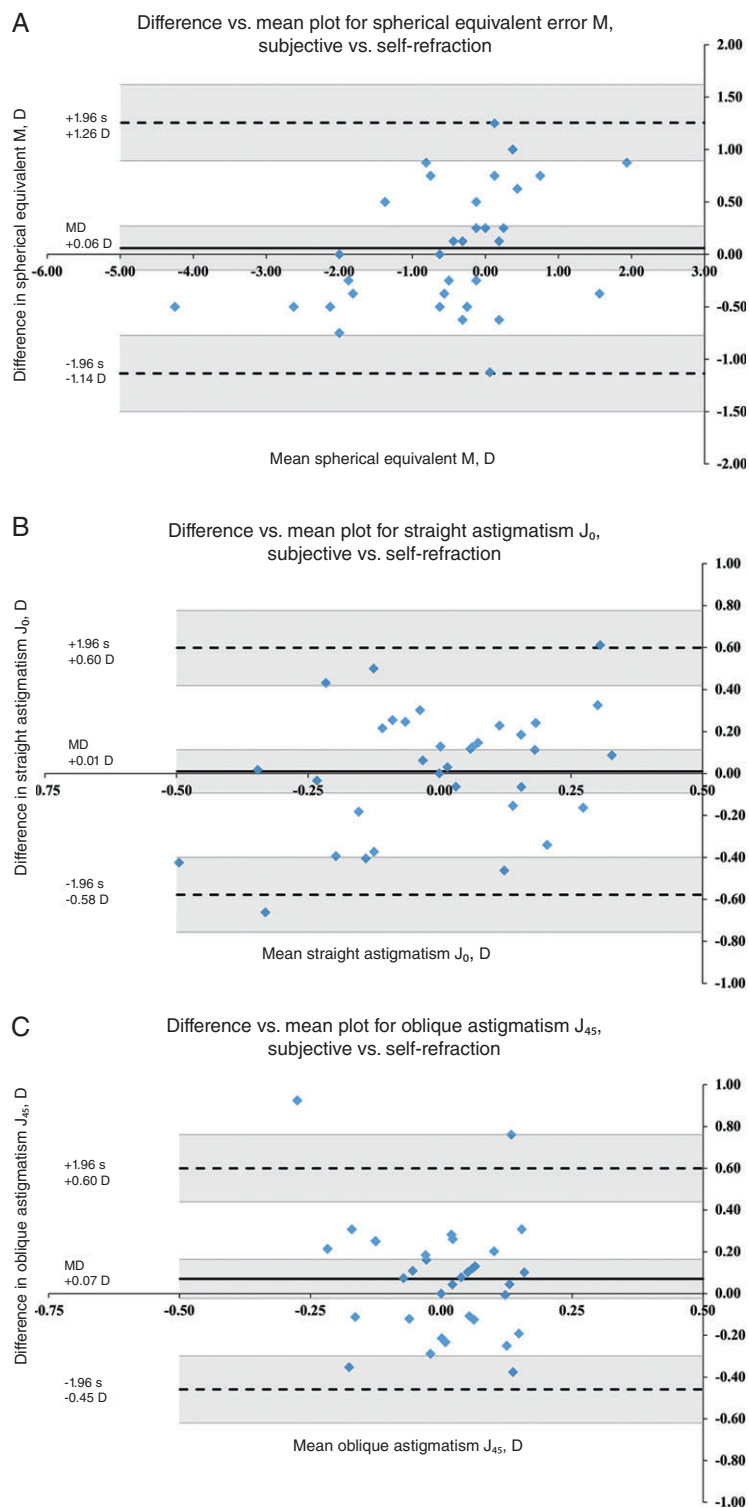 A
Difference vs. mean plot for spherical equivalent error M,
subjective vs. self-refraction
Difference in spherical equivalent M, D
2.00
1.50
1.00
0.50
0.00
-0.50
-1.00
-1.50
-2.00
+1.96 s
+1.26 D
MD
+0.06 D
-1.96 s
-1.14 D
-6.00 -5.00 -4.00 -3.00 -2.00 -1.00 0.00 1.00 2.00 3.00
Mean spherical equivalent M, D
B
Difference vs. mean plot for straight astigmatism J₀,
subjective vs. self-refraction
Difference in straight astigmatism J₀, D
1.00
0.80
0.60
0.40
0.20
0.00
-0.20
-0.40
-0.60
-0.80
-1.00
+1.96 s
+0.60 D
MD
+0.01 D
-1.96 s
-0.58 D
0.75 -0.50 -0.25 0.00 0.25 0.50
Mean straight astigmatism J₀, D
C
Difference vs. mean plot for oblique astigmatism J₄₅,
subjective vs. self-refraction
Difference in oblique astigmatism J₄₅, D
1.00
0.80
0.60
0.40
0.20
0.00
-0.20
-0.40
-0.60
-0.80
-1.00
+1.96 s
+0.60 D
MD
+0.07 D
-1.96 s
-0.45 D
-0.75 -0.50 -0.25 0.00 0.25 0.50
Mean oblique astigmatism J₄₅, D